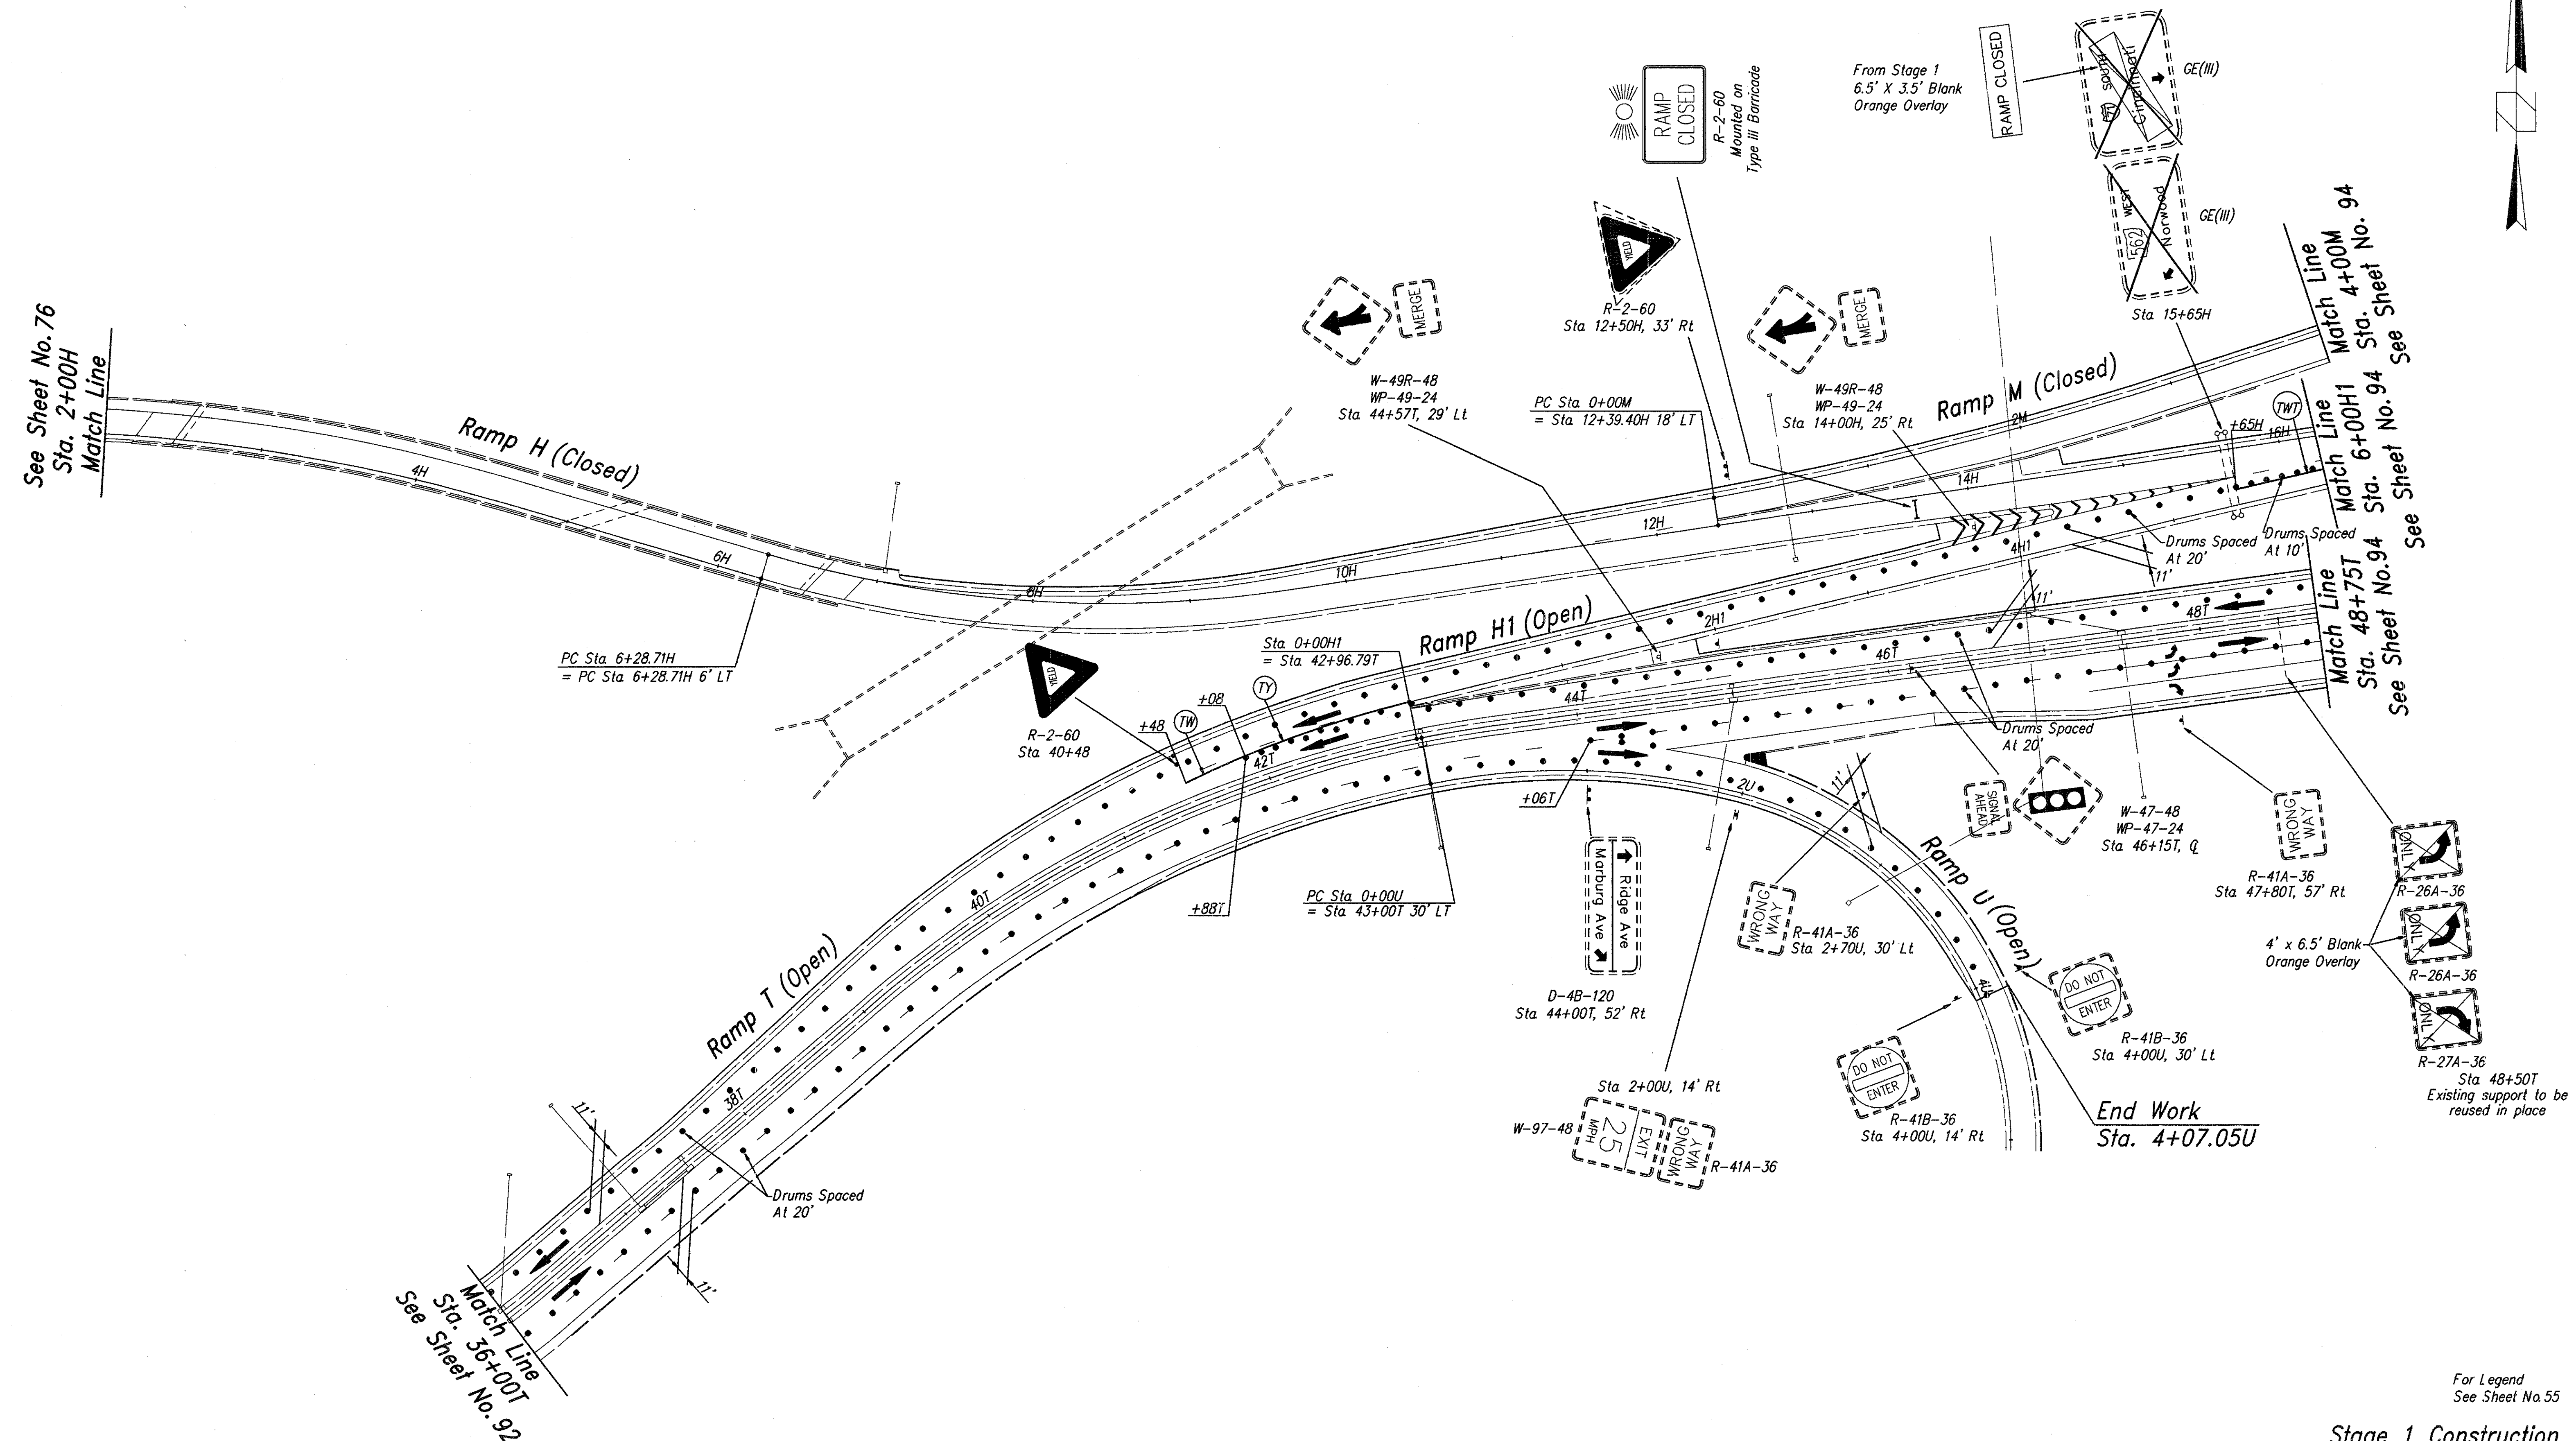 See Sheet No. 76
Sta. 2+00H
Match Line
Ramp H (Closed)
4H
6H
8H
10H
12H
14H
16H
PC Sta 6+28.71H
= PC Sta 6+28.71H 6' LT
YIELD
R-2-60
Sta 40+48
+48
TW
+08
TY
Sta 0+00H1
= Sta 42+96.79T
Ramp H1 (Open)
2H1
4H1
MERGE
W-49R-48
WP-49-24
Sta 44+57T, 29' Lt
YIELD
R-2-60
Sta 12+50H, 33' Rt
PC Sta 0+00M
= Sta 12+39.40H 18' LT
RAMP
CLOSED
R-2-60
Mounted on
Type III Barricade
MERGE
W-49R-48
WP-49-24
Sta 14+00H, 25' Rt
From Stage 1
6.5' X 3.5' Blank
Orange Overlay
RAMP CLOSED
71 SOUTH
Cincinnati
GE(III)
562 WEST
Norwood
GE(III)
Sta 15+65H
Ramp M (Closed)
2M
+65H
TWT
Match Line
Sta. 4+00M
See Sheet No. 94
Match Line
Sta. 6+00H1
See Sheet No. 94
Match Line
Sta. 48+75T
See Sheet No.94
Drums Spaced
At 20'
Drums Spaced
At 10'
11'
11'
48T
46T
44T
42T
40T
38T
Drums Spaced
At 20'
+06T
+88T
PC Sta 0+00U
= Sta 43+00T 30' LT
2U
11'
Marburg Ave
Ridge Ave
D-4B-120
Sta 44+00T, 52' Rt
WRONG
WAY
R-41A-36
Sta 2+70U, 30' Lt
SIGNAL
AHEAD
W-47-48
WP-47-24
Sta 46+15T, ℄
WRONG
WAY
R-41A-36
Sta 47+80T, 57' Rt
ONLY
R-26A-36
ONLY
R-26A-36
ONLY
R-27A-36
Sta 48+50T
Existing support to be
reused in place
4' x 6.5' Blank
Orange Overlay
Ramp U (Open)
4U
DO NOT
ENTER
R-41B-36
Sta 4+00U, 30' Lt
DO NOT
ENTER
R-41B-36
Sta 4+00U, 14' Rt
End Work
Sta. 4+07.05U
Sta 2+00U, 14' Rt
W-97-48
EXIT
25
MPH
WRONG
WAY
R-41A-36
Ramp T (Open)
11'
11'
Drums Spaced
At 20'
Match Line
Sta. 36+00T
See Sheet No. 92
For Legend
See Sheet No.55
Stage 1 Construction